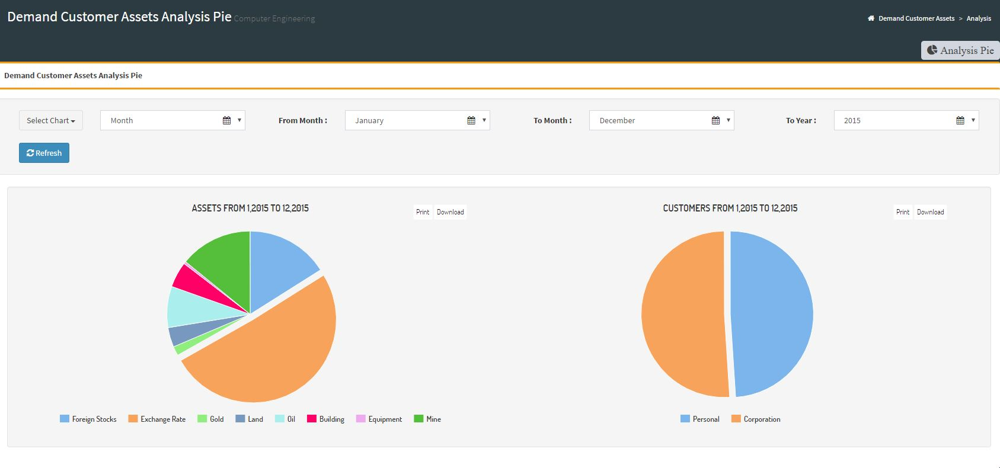 Demand Customer Assets Analysis Pie Computer Engineering
Demand Customer Assets > Analysis
Analysis Pie
Demand Customer Assets Analysis Pie
Select Chart Month From Month : January To Month : December To Year : 2015
Refresh
ASSETS FROM 1,2015 TO 12,2015
Print Download
CUSTOMERS FROM 1,2015 TO 12,2015
Print Download
Foreign Stocks Exchange Rate Gold Land Oil Building Equipment Mine
Personal Corporation